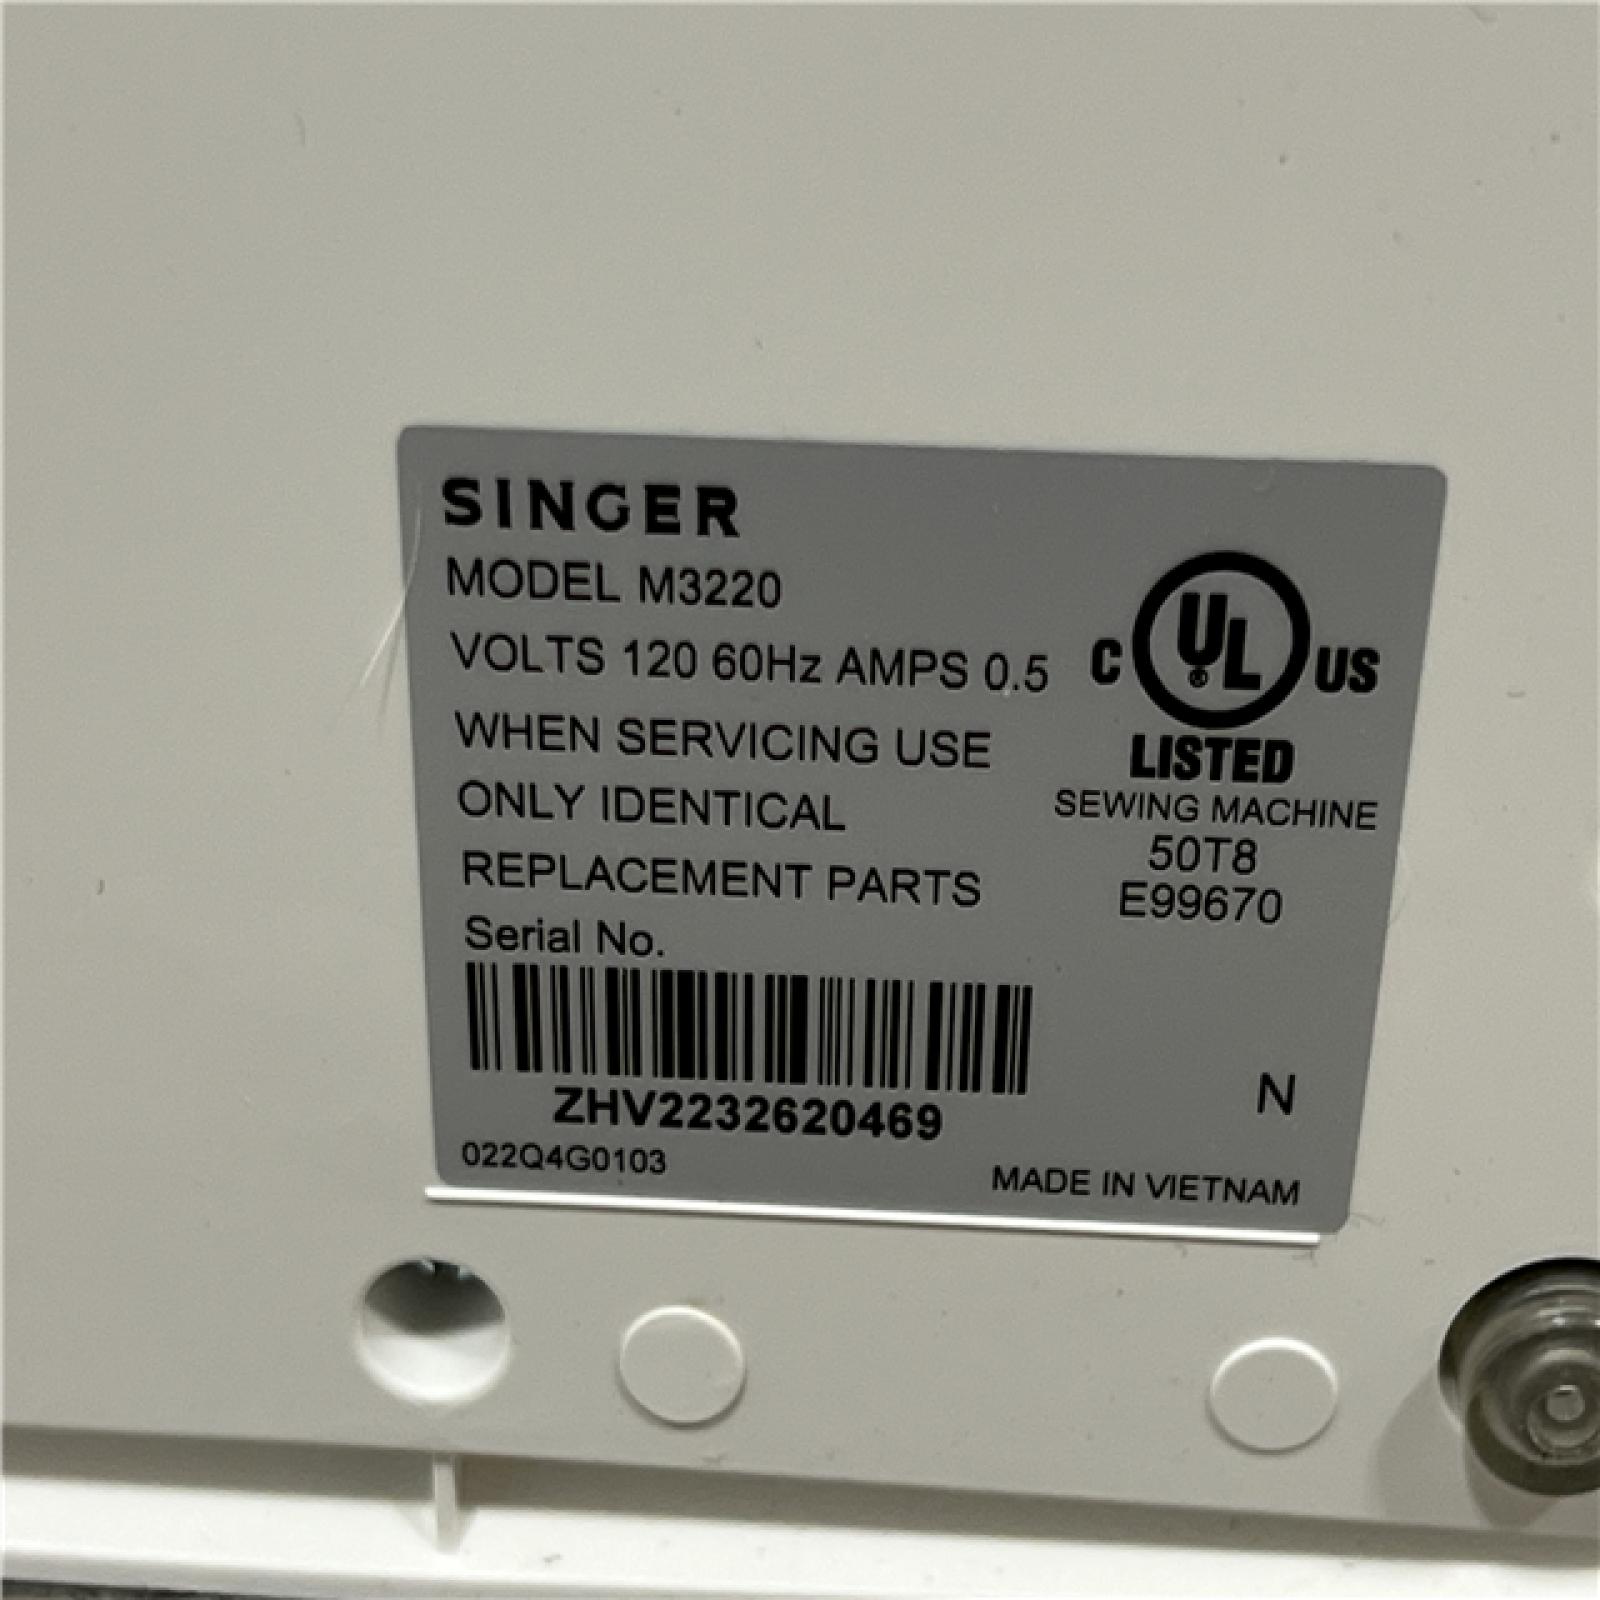 SINGER
MODEL M3220
VOLTS 120 60Hz AMPS 0.5
WHEN SERVICING USE
ONLY IDENTICAL
REPLACEMENT PARTS
Serial No.
ZHV2232620469
022Q4G0103
C UL US
®
LISTED
SEWING MACHINE
50T8
E99670
N
MADE IN VIETNAM